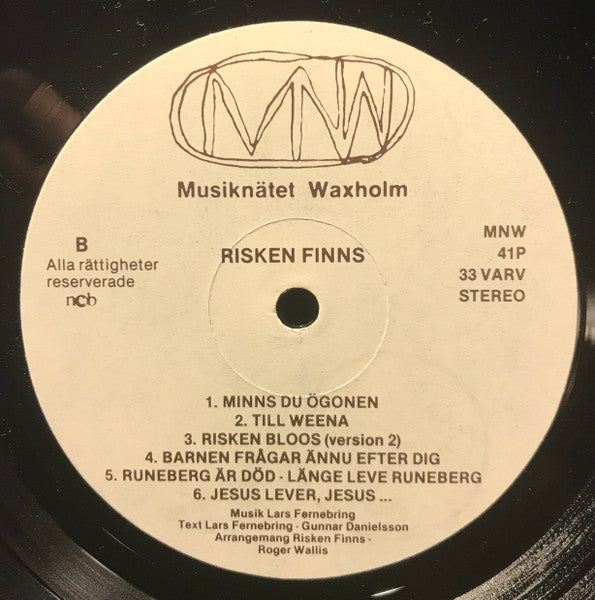 MNW
Musiknätet Waxholm
B
Alla rättigheter
reserverade
ncb
RISKEN FINNS
MNW
41P
33 VARV
STEREO
1. MINNS DU ÖGONEN
2. TILL WEENA
3. RISKEN BLOOS (version 2)
4. BARNEN FRÅGAR ÄNNU EFTER DIG
5. RUNEBERG ÄR DÖD - LÄNGE LEVE RUNEBERG
6. JESUS LEVER, JESUS ...
Musik Lars Fernebring
Text Lars Fernebring - Gunnar Danielsson
Arrangemang Risken Finns -
Roger Wallis